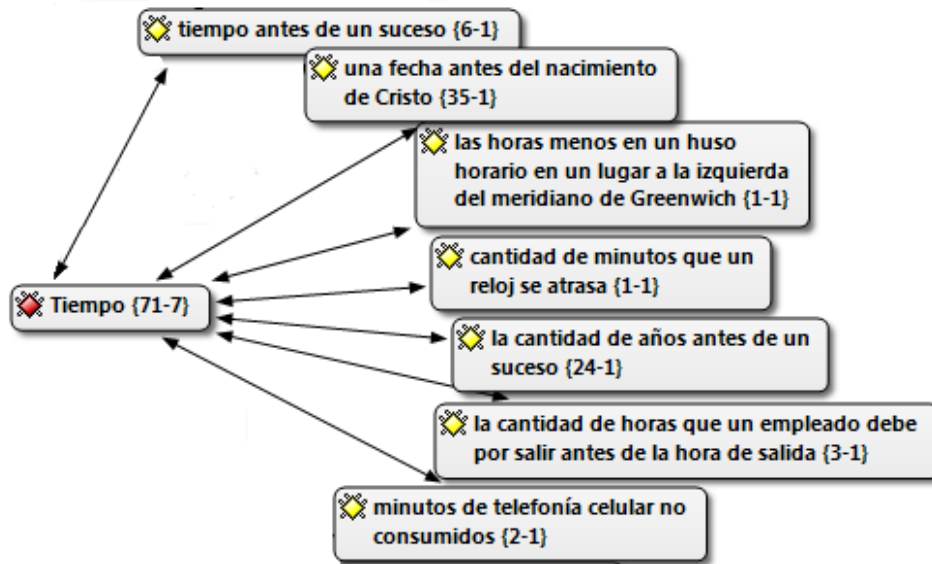 tiempo antes de un suceso {6-1}
una fecha antes del nacimiento
de Cristo {35-1}
las horas menos en un huso
horario en un lugar a la izquierda
del meridiano de Greenwich {1-1}
cantidad de minutos que un
reloj se atrasa {1-1}
Tiempo {71-7}
la cantidad de años antes de un
suceso {24-1}
la cantidad de horas que un empleado debe
por salir antes de la hora de salida {3-1}
minutos de telefonía celular no
consumidos {2-1}